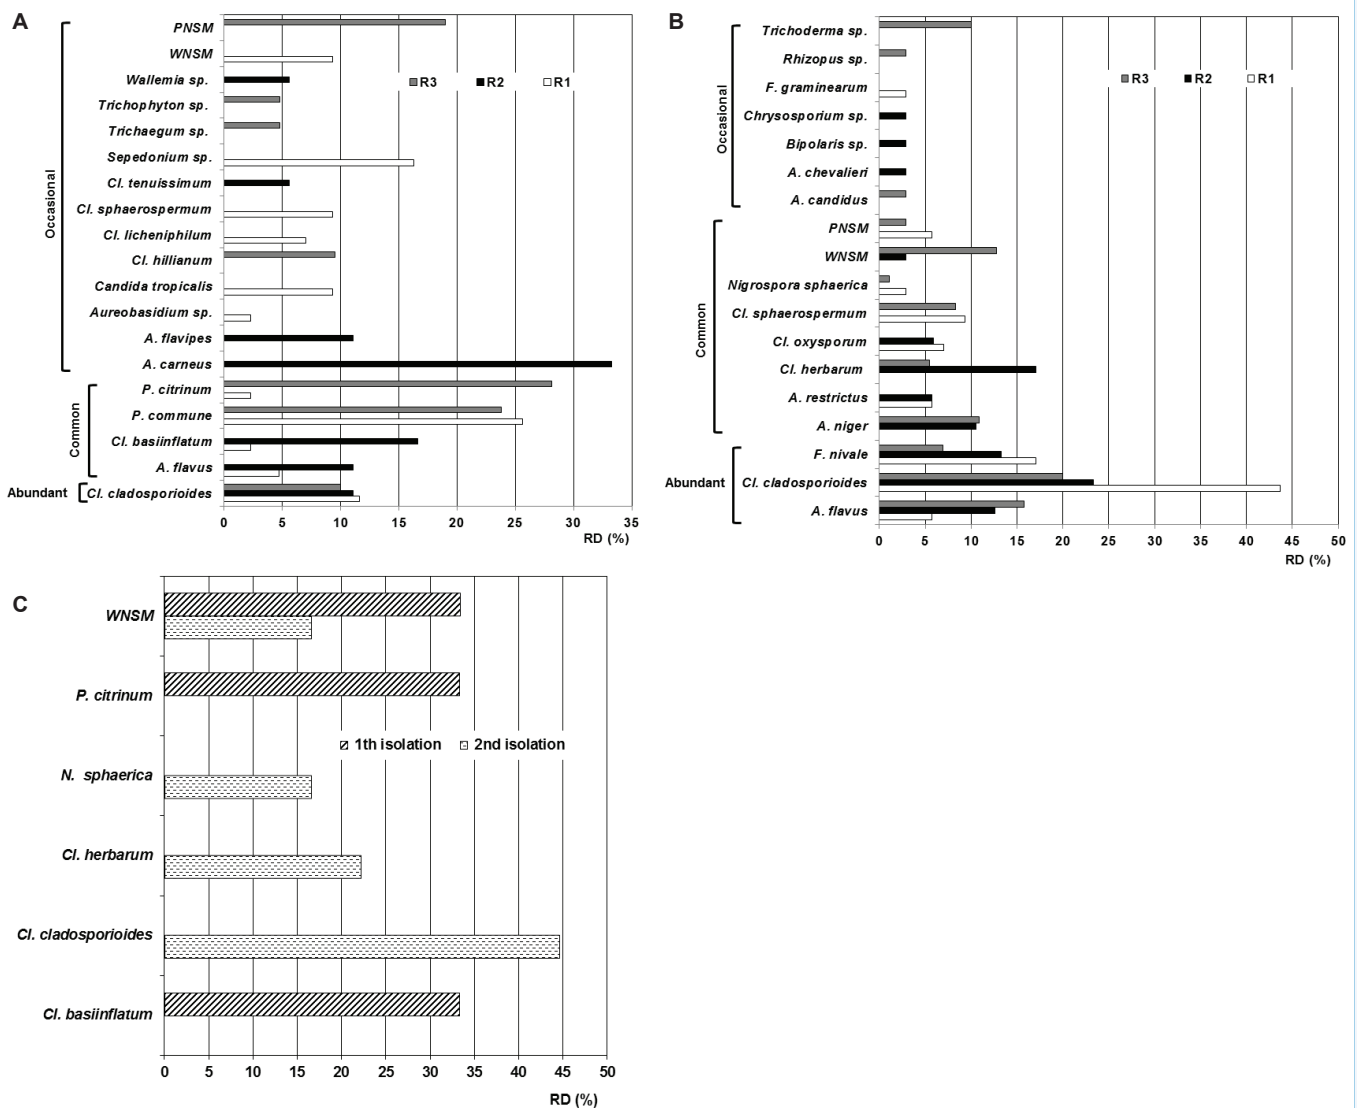 A
PNSM
WNSM
Wallemia sp.
Trichophyton sp.
Trichaegum sp.
Sepedonium sp.
Cl. tenuissimum
Cl. sphaerospermum
Cl. licheniphilum
Cl. hillianum
Candida tropicalis
Aureobasidium sp.
A. flavipes
A. carneus
P. citrinum
P. commune
Cl. basiinflatum
A. flavus
Cl. cladosporioides
Occasional
Common
Abundant
R3 R2 R1
0 5 10 15 20 25 30 35
RD (%)
B
Trichoderma sp.
Rhizopus sp.
F. graminearum
Chrysosporium sp.
Bipolaris sp.
A. chevalieri
A. candidus
PNSM
WNSM
Nigrospora sphaerica
Cl. sphaerospermum
Cl. oxysporum
Cl. herbarum
A. restrictus
A. niger
F. nivale
Cl. cladosporioides
A. flavus
Occasional
Common
Abundant
R3 R2 R1
0 5 10 15 20 25 30 35 40 45 50
RD (%)
C
WNSM
P. citrinum
N. sphaerica
Cl. herbarum
Cl. cladosporioides
Cl. basiinflatum
1th isolation 2nd isolation
0 5 10 15 20 25 30 35 40 45 50
RD (%)